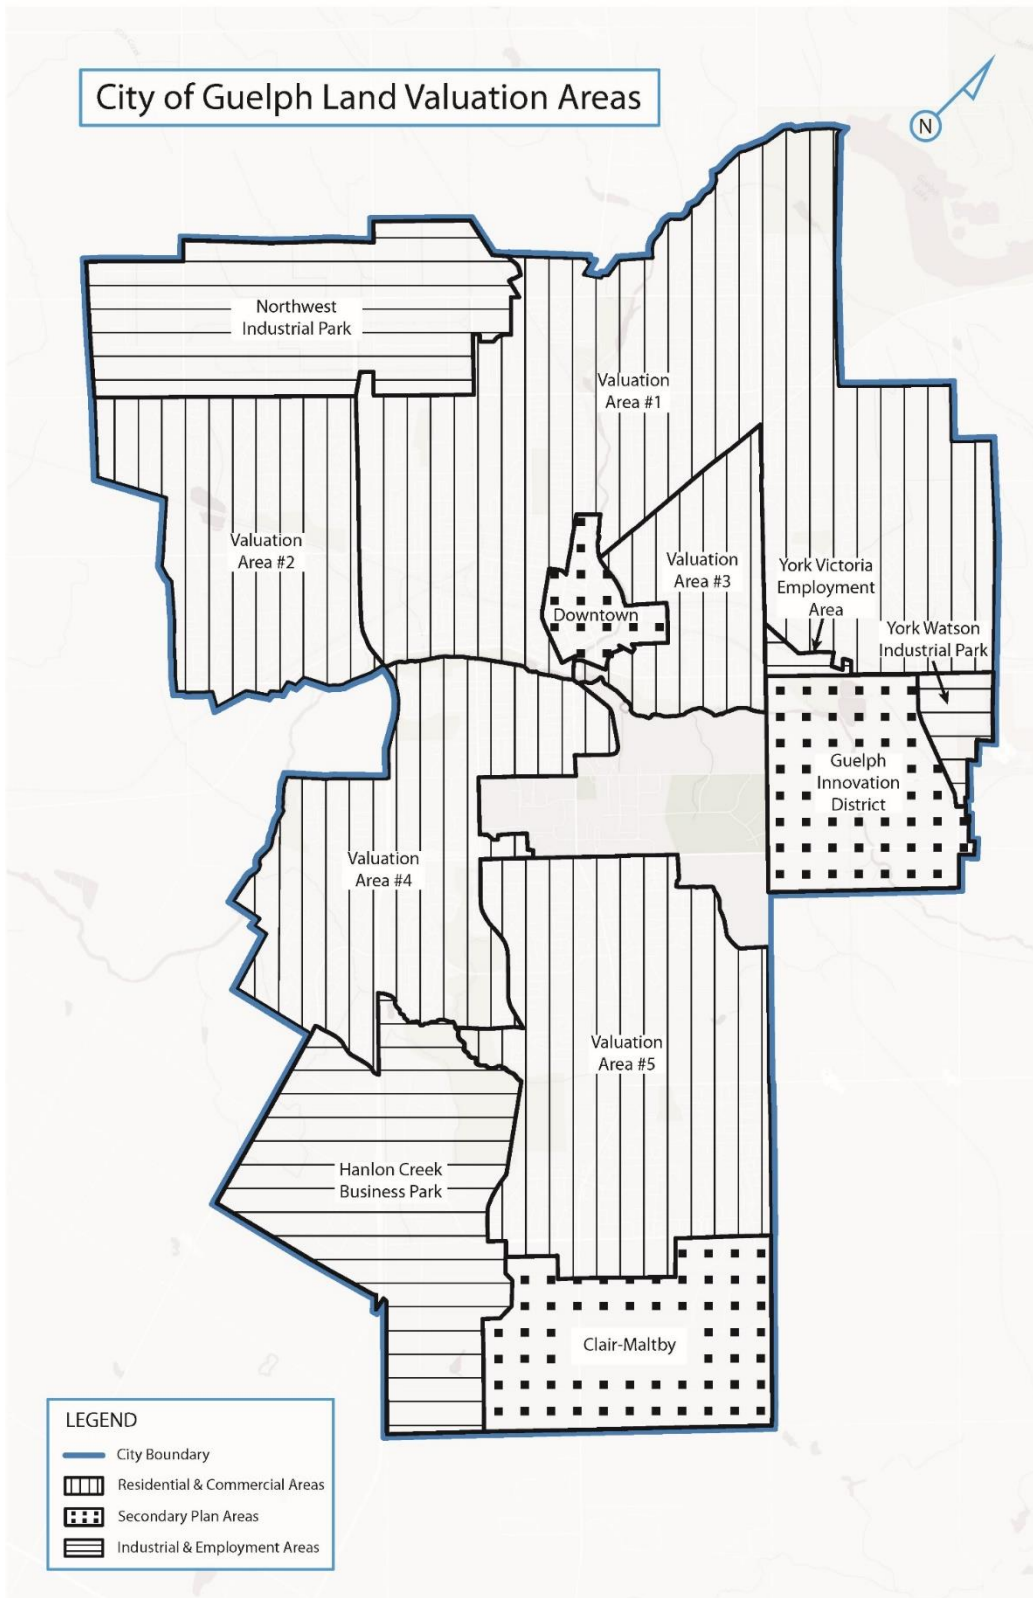 City of Guelph Land Valuation Areas
N
Northwest
Industrial Park
Valuation
Area #1
Valuation
Area #2
Valuation
Area #3
York Victoria
Employment
Area
Downtown
York Watson
Industrial Park
Guelph
Innovation
District
Valuation
Area #4
Valuation
Area #5
Hanlon Creek
Business Park
Clair-Maltby
LEGEND
City Boundary
Residential & Commercial Areas
Secondary Plan Areas
Industrial & Employment Areas